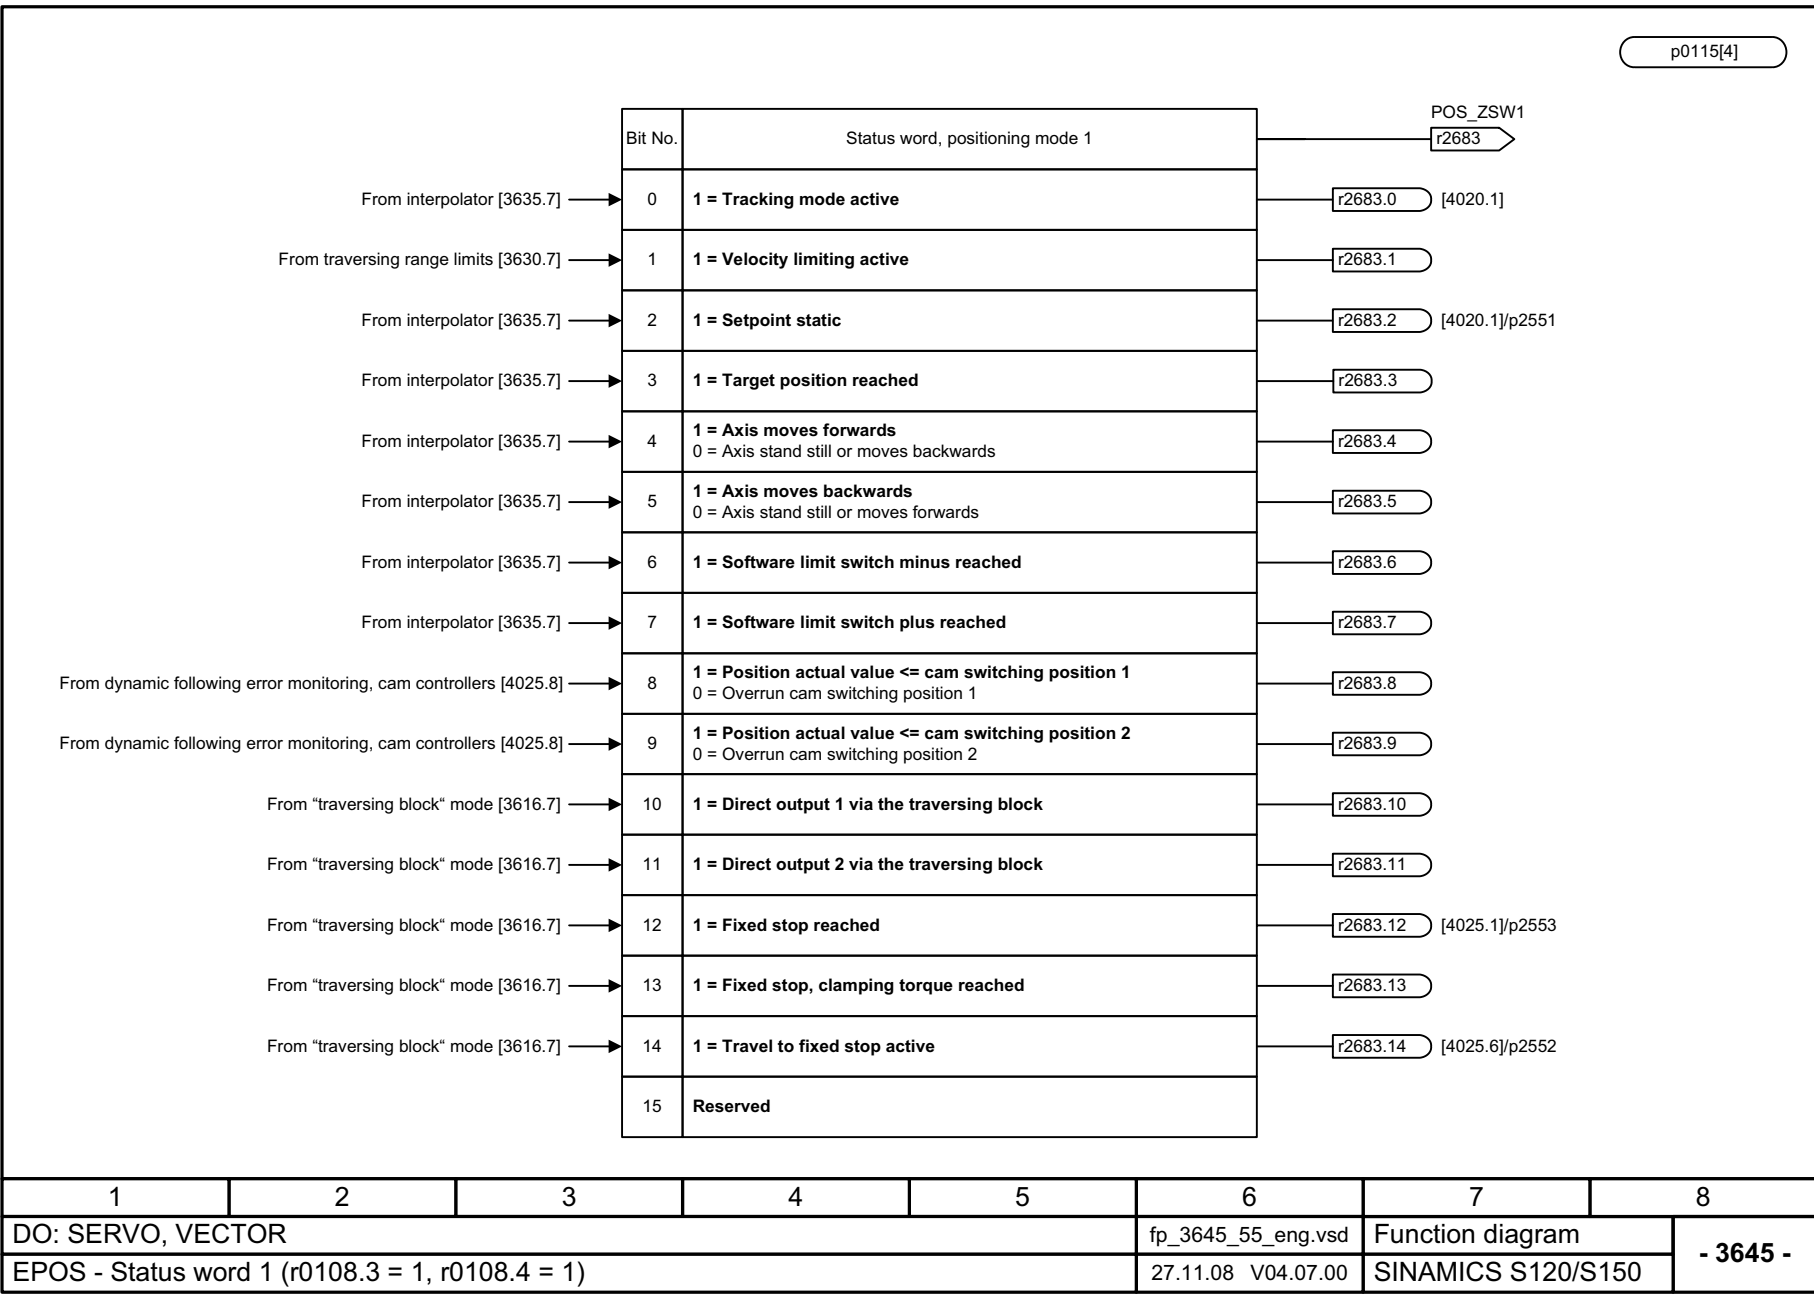 p0115[4]
POS_ZSW1
Bit No. Status word, positioning mode 1 r2683
From interpolator [3635.7] 0 1 = Tracking mode active r2683.0 [4020.1]
From traversing range limits [3630.7] 1 1 = Velocity limiting active r2683.1
From interpolator [3635.7] 2 1 = Setpoint static r2683.2 [4020.1]/p2551
From interpolator [3635.7] 3 1 = Target position reached r2683.3
From interpolator [3635.7] 4 1 = Axis moves forwards r2683.4
0 = Axis stand still or moves backwards
From interpolator [3635.7] 5 1 = Axis moves backwards r2683.5
0 = Axis stand still or moves forwards
From interpolator [3635.7] 6 1 = Software limit switch minus reached r2683.6
From interpolator [3635.7] 7 1 = Software limit switch plus reached r2683.7
From dynamic following error monitoring, cam controllers [4025.8] 8 1 = Position actual value <= cam switching position 1 r2683.8
0 = Overrun cam switching position 1
From dynamic following error monitoring, cam controllers [4025.8] 9 1 = Position actual value <= cam switching position 2 r2683.9
0 = Overrun cam switching position 2
From “traversing block“ mode [3616.7] 10 1 = Direct output 1 via the traversing block r2683.10
From “traversing block“ mode [3616.7] 11 1 = Direct output 2 via the traversing block r2683.11
From “traversing block“ mode [3616.7] 12 1 = Fixed stop reached r2683.12 [4025.1]/p2553
From “traversing block“ mode [3616.7] 13 1 = Fixed stop, clamping torque reached r2683.13
From “traversing block“ mode [3616.7] 14 1 = Travel to fixed stop active r2683.14 [4025.6]/p2552
15 Reserved
1 2 3 4 5 6 7 8
DO: SERVO, VECTOR fp_3645_55_eng.vsd Function diagram
- 3645 -
EPOS - Status word 1 (r0108.3 = 1, r0108.4 = 1) 27.11.08 V04.07.00 SINAMICS S120/S150